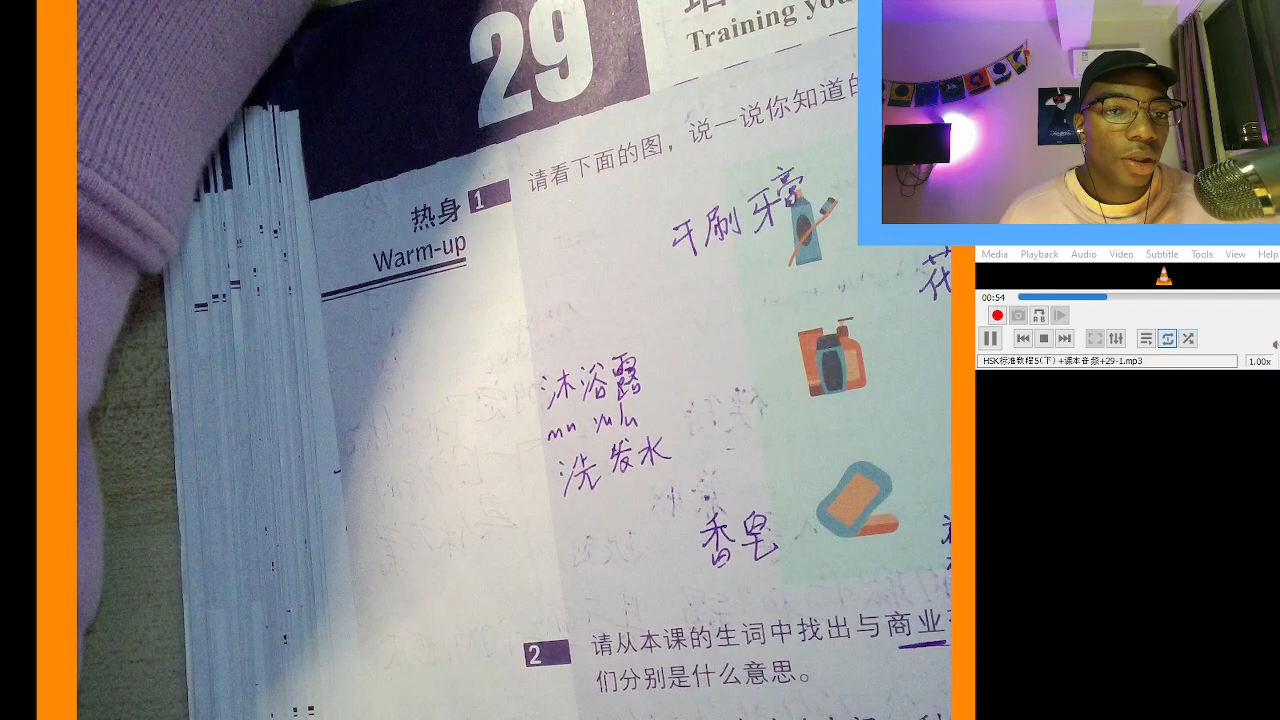 29
Training you
请看下面的图，说一说你知道的
热身 1
Warm-up
牙刷 牙膏
花
沐浴露
mu yu lu
洗发水
香皂
2 请从本课的生词中找出与商业
们分别是什么意思。
Media Playback Audio Video Subtitle Tools View Help
00:54
HSK标准教程5(下)+课本音频+29-1.mp3
1.00x